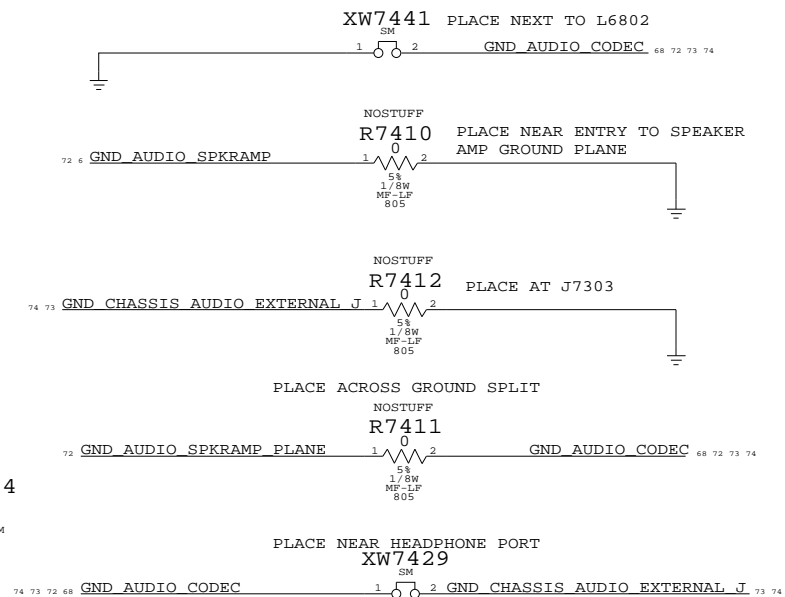 XW7441 PLACE NEXT TO L6802
SM
1 2 GND_AUDIO_CODEC 68 72 73 74
NOSTUFF
R7410 PLACE NEAR ENTRY TO SPEAKER
0 AMP GROUND PLANE
72 6 GND_AUDIO_SPKRAMP 1 2
5%
1/8W
MF-LF
805
NOSTUFF
R7412 PLACE AT J7303
0
74 73 GND_CHASSIS_AUDIO_EXTERNAL_J 1 2
5%
1/8W
MF-LF
805
PLACE ACROSS GROUND SPLIT
NOSTUFF
R7411
0
72 GND_AUDIO_SPKRAMP_PLANE 1 2 GND_AUDIO_CODEC 68 72 73 74
5%
1/8W
MF-LF
805
4
M
PLACE NEAR HEADPHONE PORT
XW7429
SM
74 73 72 68 GND_AUDIO_CODEC 1 2 GND_CHASSIS_AUDIO_EXTERNAL_J 73 74